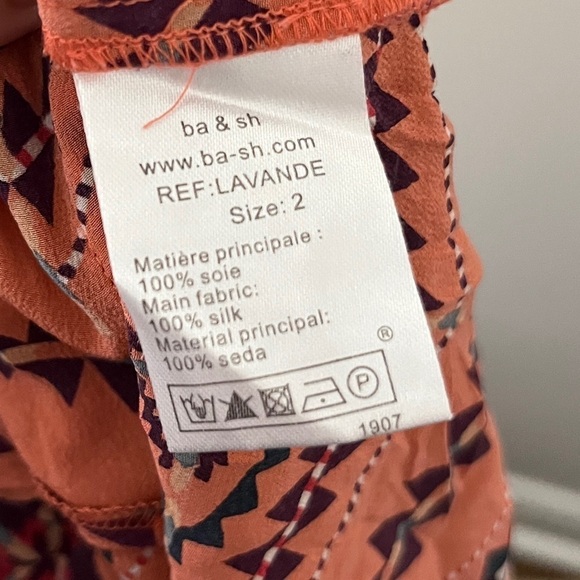 ba & sh
www.ba-sh.com
REF:LAVANDE
Size: 2
Matière principale :
100% soie
Main fabric:
100% silk
Material principal:
100% seda
®
P
1907